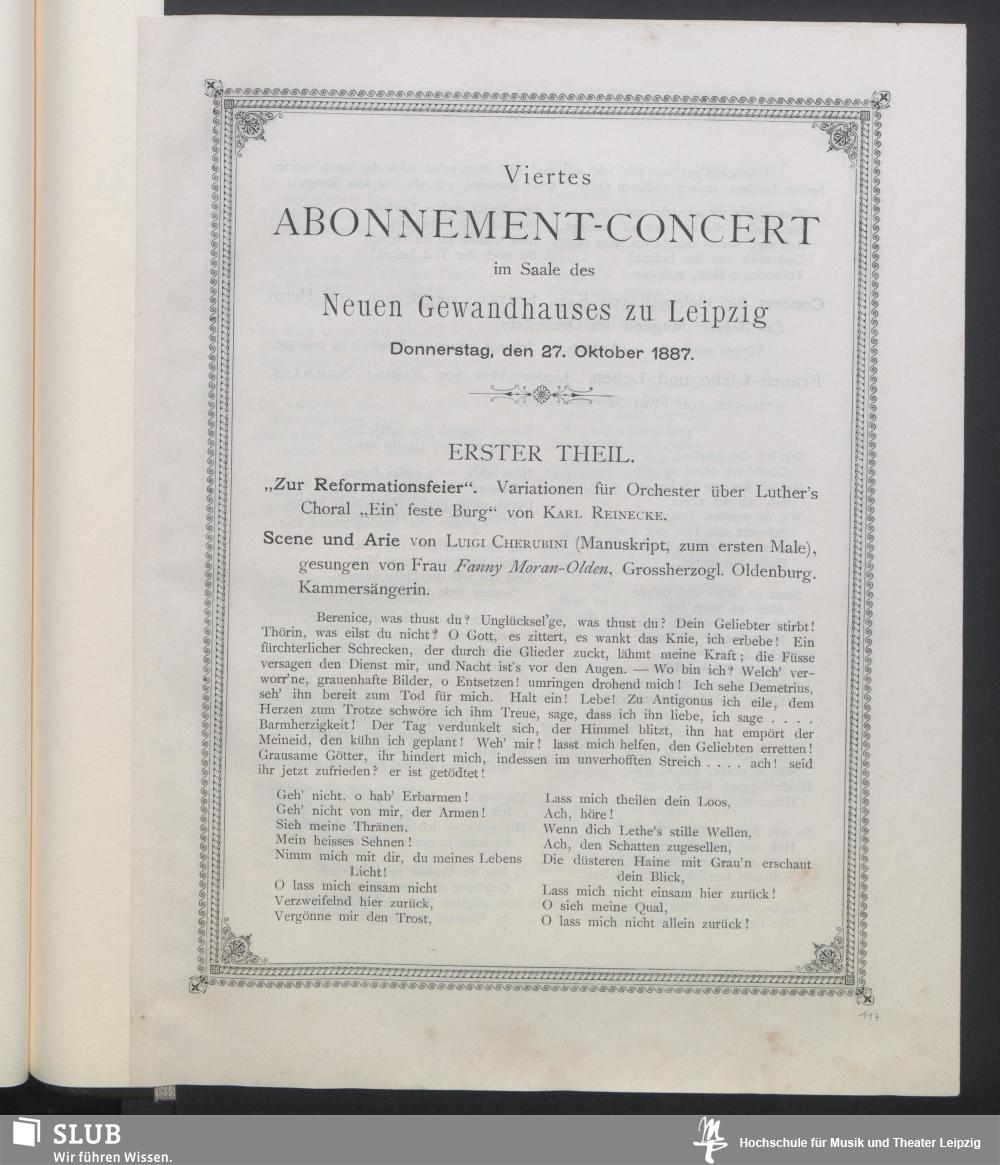 Viertes
ABONNEMENT-CONCERT
im Saale des
Neuen Gewandhauses zu Leipzig
Donnerstag, den 27. Oktober 1887.
ERSTER THEIL.
„Zur Reformationsfeier“. Variationen für Orchester über Luther's
Choral „Ein' feste Burg“ von KARL REINECKE.
Scene und Arie von LUIGI CHERUBINI (Manuskript, zum ersten Male),
gesungen von Frau Fanny Moran-Olden, Grossherzogl. Oldenburg.
Kammersängerin.
Berenice, was thust du? Unglücksel'ge, was thust du? Dein Geliebter stirbt!
Thörin, was eilst du nicht? O Gott, es zittert, es wankt das Knie, ich erbebe! Ein
fürchterlicher Schrecken, der durch die Glieder zuckt, lähmt meine Kraft; die Füsse
versagen den Dienst mir, und Nacht ist's vor den Augen. — Wo bin ich? Welch' ver-
worr'ne, grauenhafte Bilder, o Entsetzen! umringen drohend mich! Ich sehe Demetrius,
seh' ihn bereit zum Tod für mich. Halt ein! Lebe! Zu Antigonus ich eile, dem
Herzen zum Trotze schwöre ich ihm Treue, sage, dass ich ihn liebe, ich sage . . . .
Barmherzigkeit! Der Tag verdunkelt sich, der Himmel blitzt, ihn hat empört der
Meineid, den kühn ich geplant! Weh' mir! lasst mich helfen, den Geliebten erretten!
Grausame Götter, ihr hindert mich, indessen im unverhofften Streich . . . . ach! seid
ihr jetzt zufrieden? er ist getödtet!
Geh' nicht, o hab' Erbarmen!
Geh' nicht von mir, der Armen!
Sieh meine Thränen,
Mein heisses Sehnen!
Nimm mich mit dir, du meines Lebens
Licht!
O lass mich einsam nicht
Verzweifelnd hier zurück,
Vergönne mir den Trost,
Lass mich theilen dein Loos,
Ach, höre!
Wenn dich Lethe's stille Wellen,
Ach, den Schatten zugesellen,
Die düsteren Haine mit Grau'n erschaut
dein Blick,
Lass mich nicht einsam hier zurück!
O sieh meine Qual,
O lass mich nicht allein zurück!
117
SLUB
Wir führen Wissen.
Hochschule für Musik und Theater Leipzig